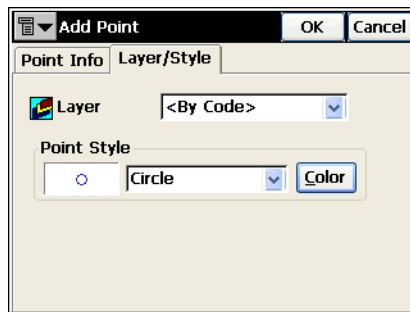 Add Point OK Cancel
Point Info Layer/Style
Layer <By Code>
Point Style
Circle Color